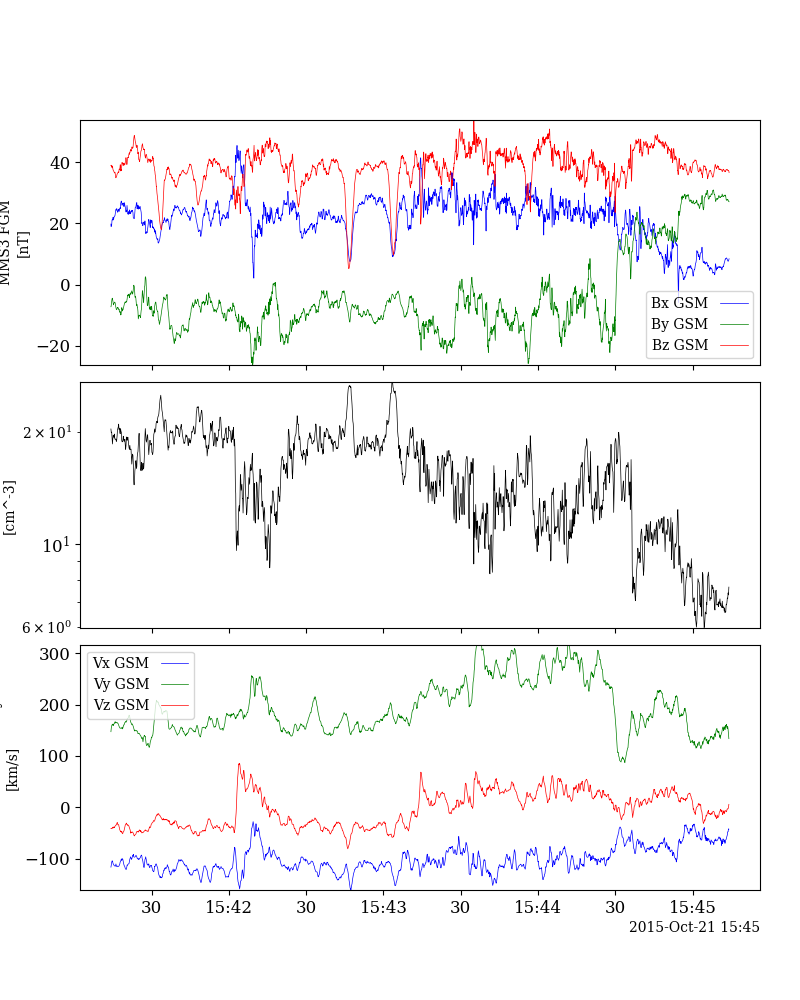 40
20
0
−20
MMS3 FGM
[nT]
Bx GSM
By GSM
Bz GSM
2×10¹
10¹
6×10⁰
[cm^-3]
300
200
100
0
−100
[km/s]
Vx GSM
Vy GSM
Vz GSM
30 15:42 30 15:43 30 15:44 30 15:45
2015-Oct-21 15:45